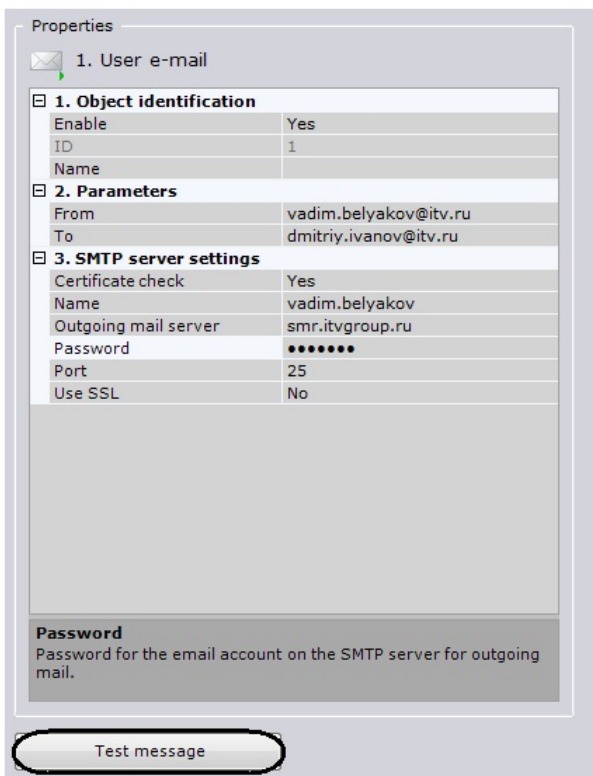 Properties
1. User e-mail
1. Object identification
Enable Yes
ID 1
Name
2. Parameters
From vadim.belyakov@itv.ru
To dmitriy.ivanov@itv.ru
3. SMTP server settings
Certificate check Yes
Name vadim.belyakov
Outgoing mail server smr.itvgroup.ru
Password •••••••
Port 25
Use SSL No
Password
Password for the email account on the SMTP server for outgoing
mail.
Test message